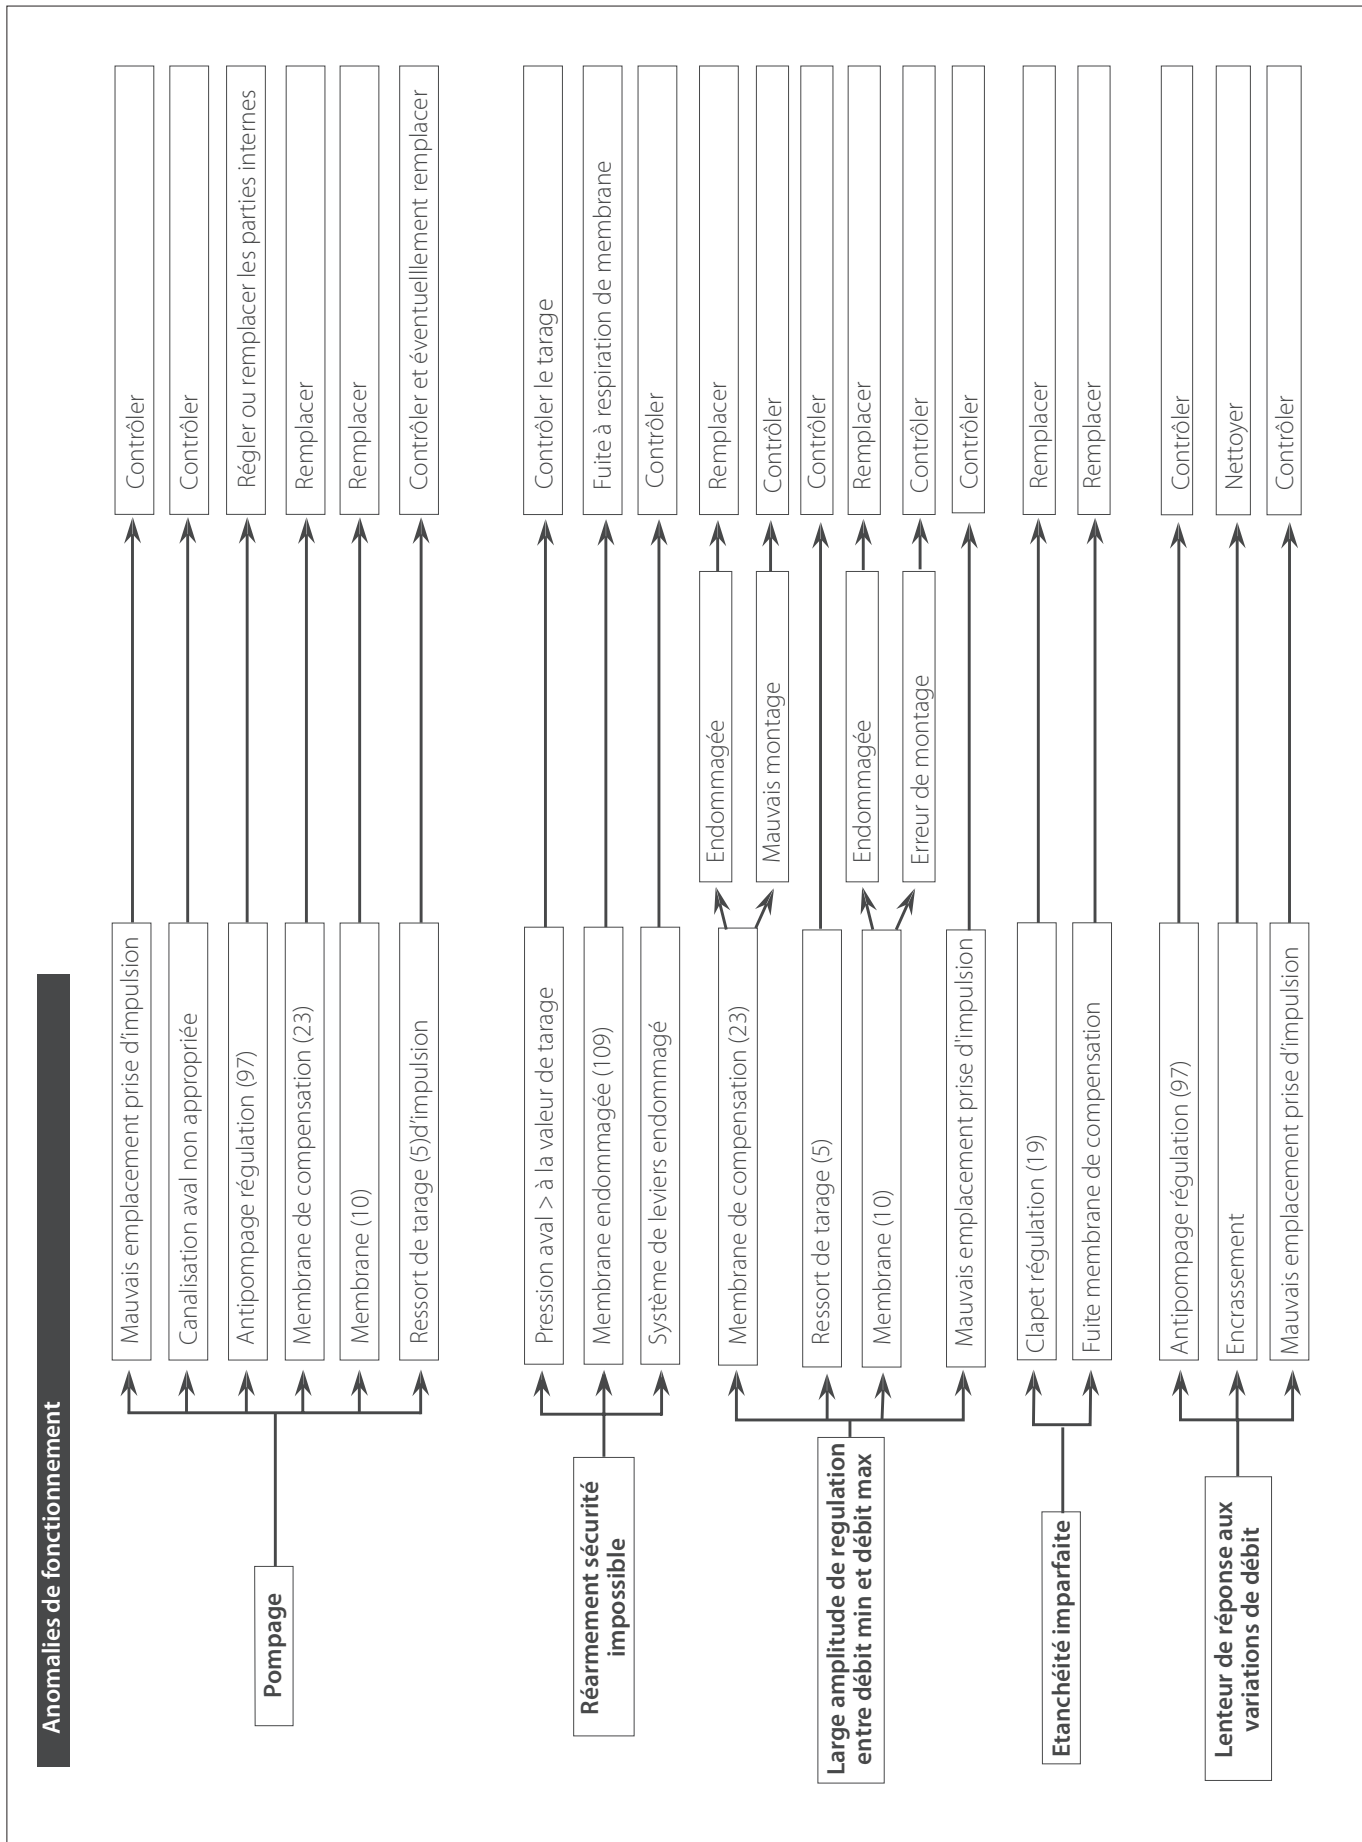 Anomalies de fonctionnement
Pompage
Mauvais emplacement prise d'impulsion
Contrôler
Canalisation aval non appropriée
Contrôler
Antipompage régulation (97)
Régler ou remplacer les parties internes
Membrane de compensation (23)
Remplacer
Membrane (10)
Remplacer
Ressort de tarage (5)d'impulsion
Contrôler et éventuelllement remplacer
Réarmement sécurité
impossible
Pression aval > à la valeur de tarage
Contrôler le tarage
Membrane endommagée (109)
Fuite à respiration de membrane
Système de leviers endommagé
Contrôler
Large amplitude de regulation
entre débit min et débit max
Membrane de compensation (23)
Endommagée
Remplacer
Mauvais montage
Contrôler
Ressort de tarage (5)
Contrôler
Membrane (10)
Endommagée
Remplacer
Erreur de montage
Contrôler
Mauvais emplacement prise d'impulsion
Contrôler
Etanchéité imparfaite
Clapet régulation (19)
Remplacer
Fuite membrane de compensation
Remplacer
Lenteur de réponse aux
variations de débit
Antipompage régulation (97)
Contrôler
Encrassement
Nettoyer
Mauvais emplacement prise d'impulsion
Contrôler